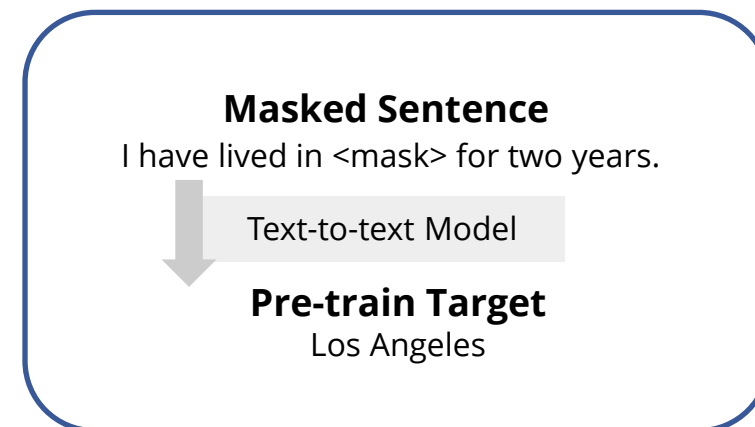 Masked Sentence
I have lived in <mask> for two years.
Text-to-text Model
Pre-train Target
Los Angeles